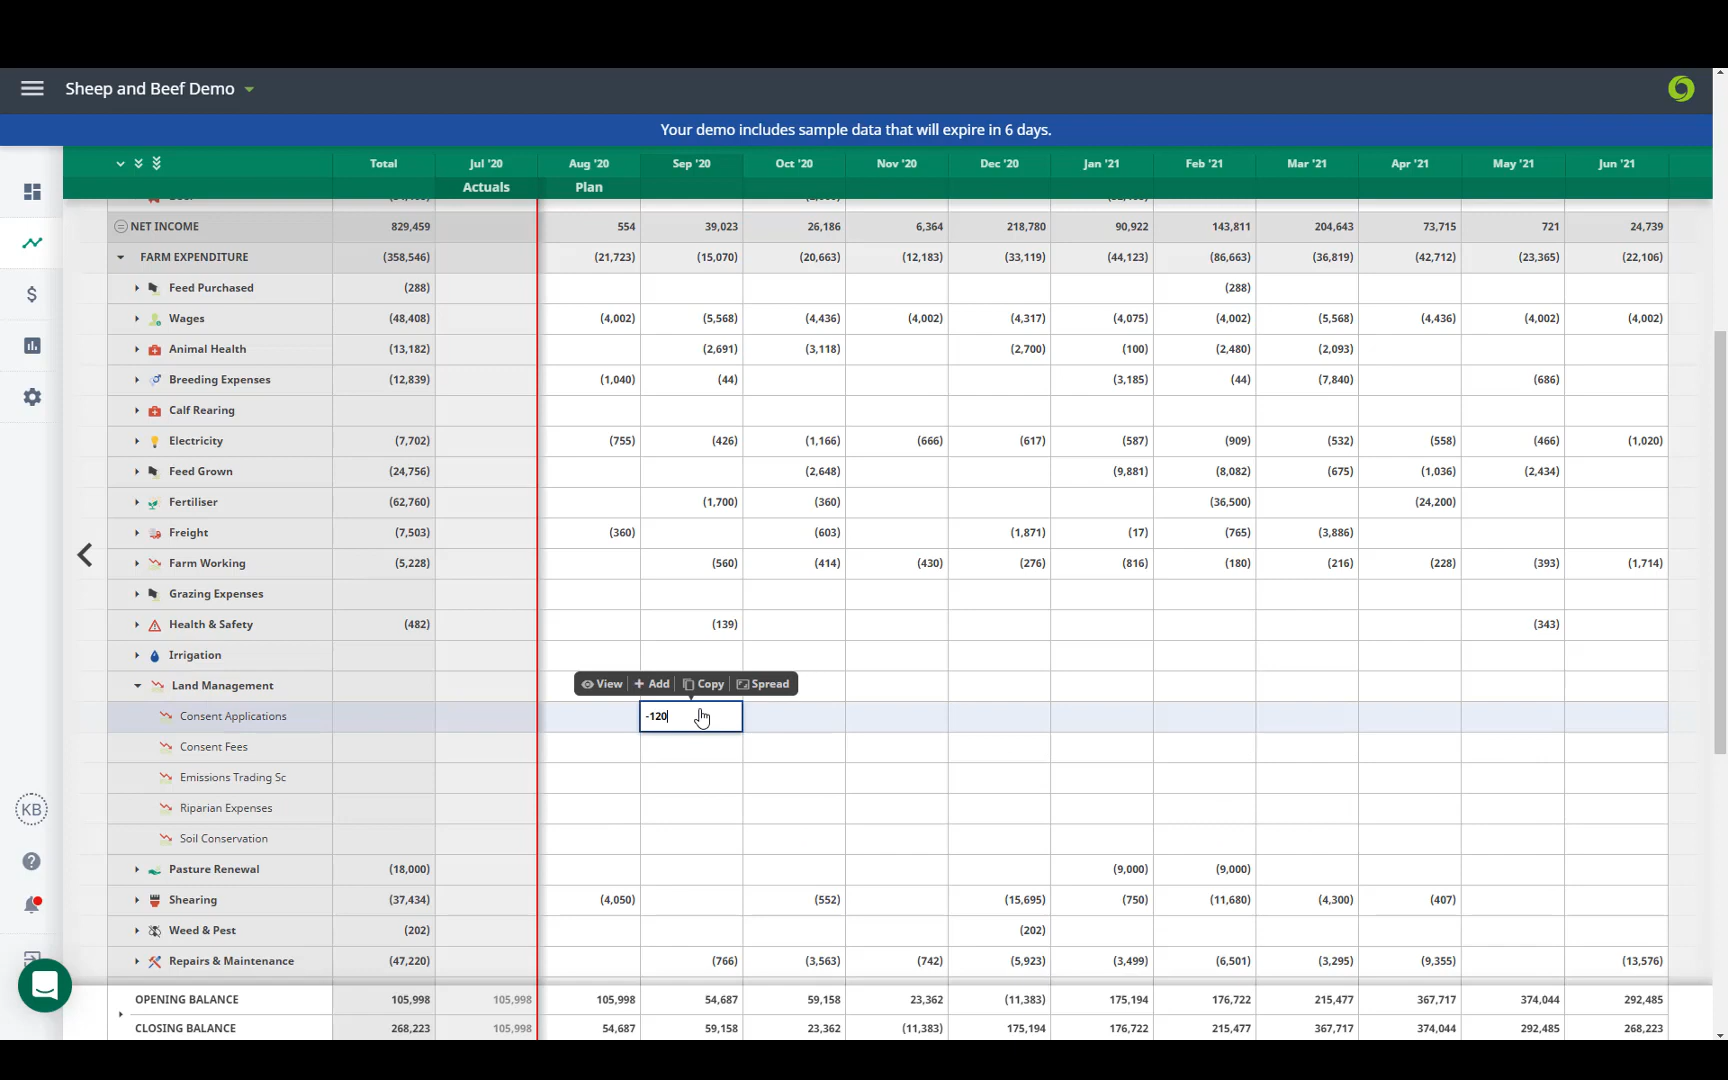 Sheep and Beef Demo
Your demo includes sample data that will expire in 6 days.
Total Jul '20 Aug '20 Sep '20 Oct '20 Nov '20 Dec '20 Jan '21 Feb '21 Mar '21 Apr '21 May '21 Jun '21
Actuals Plan
NET INCOME 829,459 554 39,023 26,186 6,364 218,780 90,922 143,811 204,643 73,715 721 24,739
FARM EXPENDITURE (358,546) (21,723) (15,070) (20,663) (12,183) (33,119) (44,123) (86,663) (36,819) (42,712) (23,365) (22,106)
Feed Purchased (288) (288)
Wages (48,408) (4,002) (5,568) (4,436) (4,002) (4,317) (4,075) (4,002) (5,568) (4,436) (4,002) (4,002)
Animal Health (13,182) (2,691) (3,118) (2,700) (100) (2,480) (2,093)
Breeding Expenses (12,839) (1,040) (44) (3,185) (44) (7,840) (686)
Calf Rearing
Electricity (7,702) (755) (426) (1,166) (666) (617) (587) (909) (532) (558) (466) (1,020)
Feed Grown (24,756) (2,648) (9,881) (8,082) (675) (1,036) (2,434)
Fertiliser (62,760) (1,700) (360) (36,500) (24,200)
Freight (7,503) (360) (603) (1,871) (17) (765) (3,886)
Farm Working (5,228) (560) (414) (430) (276) (816) (180) (216) (228) (393) (1,714)
Grazing Expenses
Health & Safety (482) (139) (343)
Irrigation
Land Management
View Add Copy Spread
Consent Applications -120
Consent Fees
Emissions Trading Sc
Riparian Expenses
Soil Conservation
Pasture Renewal (18,000) (9,000) (9,000)
Shearing (37,434) (4,050) (552) (15,695) (750) (11,680) (4,300) (407)
Weed & Pest (202) (202)
Repairs & Maintenance (47,220) (766) (3,563) (742) (5,923) (3,499) (6,501) (3,295) (9,355) (13,576)
OPENING BALANCE 105,998 105,998 105,998 54,687 59,158 23,362 (11,383) 175,194 176,722 215,477 367,717 374,044 292,485
CLOSING BALANCE 268,223 105,998 54,687 59,158 23,362 (11,383) 175,194 176,722 215,477 367,717 374,044 292,485 268,223
KB